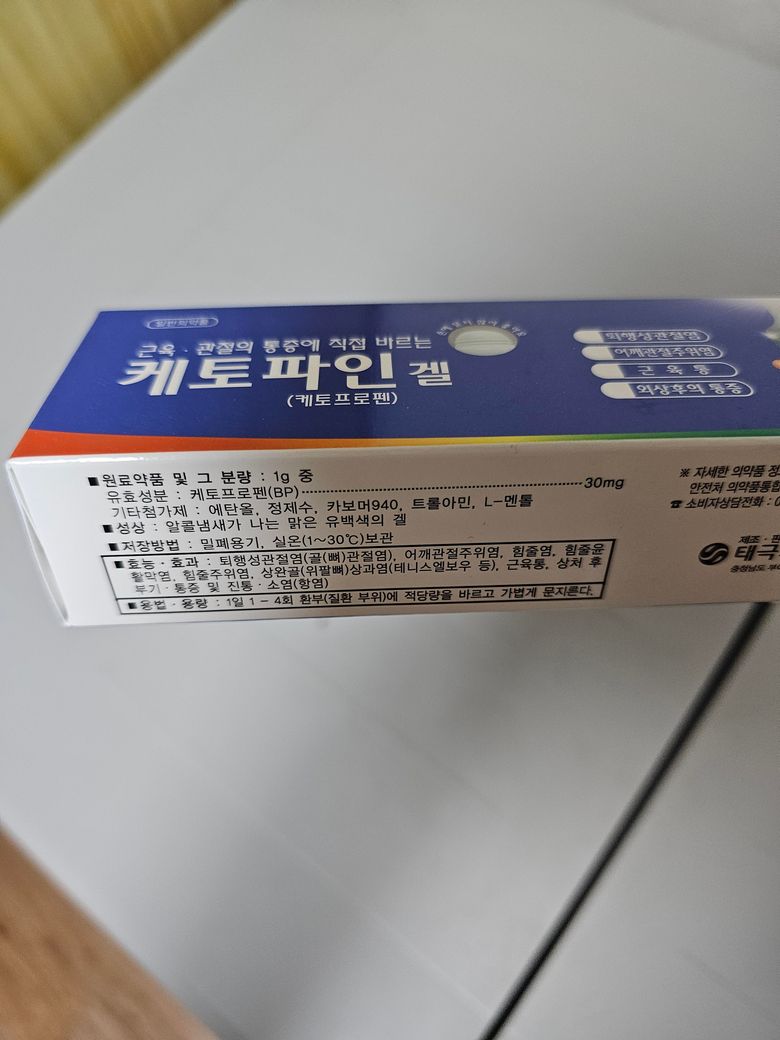 일반의약품
근육·관절의 통증에 직접 바르는
케토파인 겔
(케토프로펜)
퇴행성관절염
어깨관절주위염
근육통
외상후의 통증
■원료약품 및 그 분량 : 1g 중
유효성분 : 케토프로펜(BP)························30mg
기타첨가제 : 에탄올, 정제수, 카보머940, 트롤아민, L-멘톨
■성상 : 알콜냄새가 나는 맑은 유백색의 겔
■저장방법 : 밀폐용기, 실온(1~30℃)보관
■효능·효과 : 퇴행성관절염(골(뼈)관절염), 어깨관절주위염, 힘줄염, 힘줄윤
활막염, 힘줄주위염, 상완골(위팔뼈)상과염(테니스엘보우 등), 근육통, 상처 후
부기·통증 및 진통·소염(항염)
■용법·용량 : 1일 1 - 4회 환부(질환 부위)에 적당량을 바르고 가볍게 문지른다.
※ 자세한 의약품 정
안전처 의약품통합
☎ 소비자상담전화 : 0
제조·판
태극
충청남도 부여